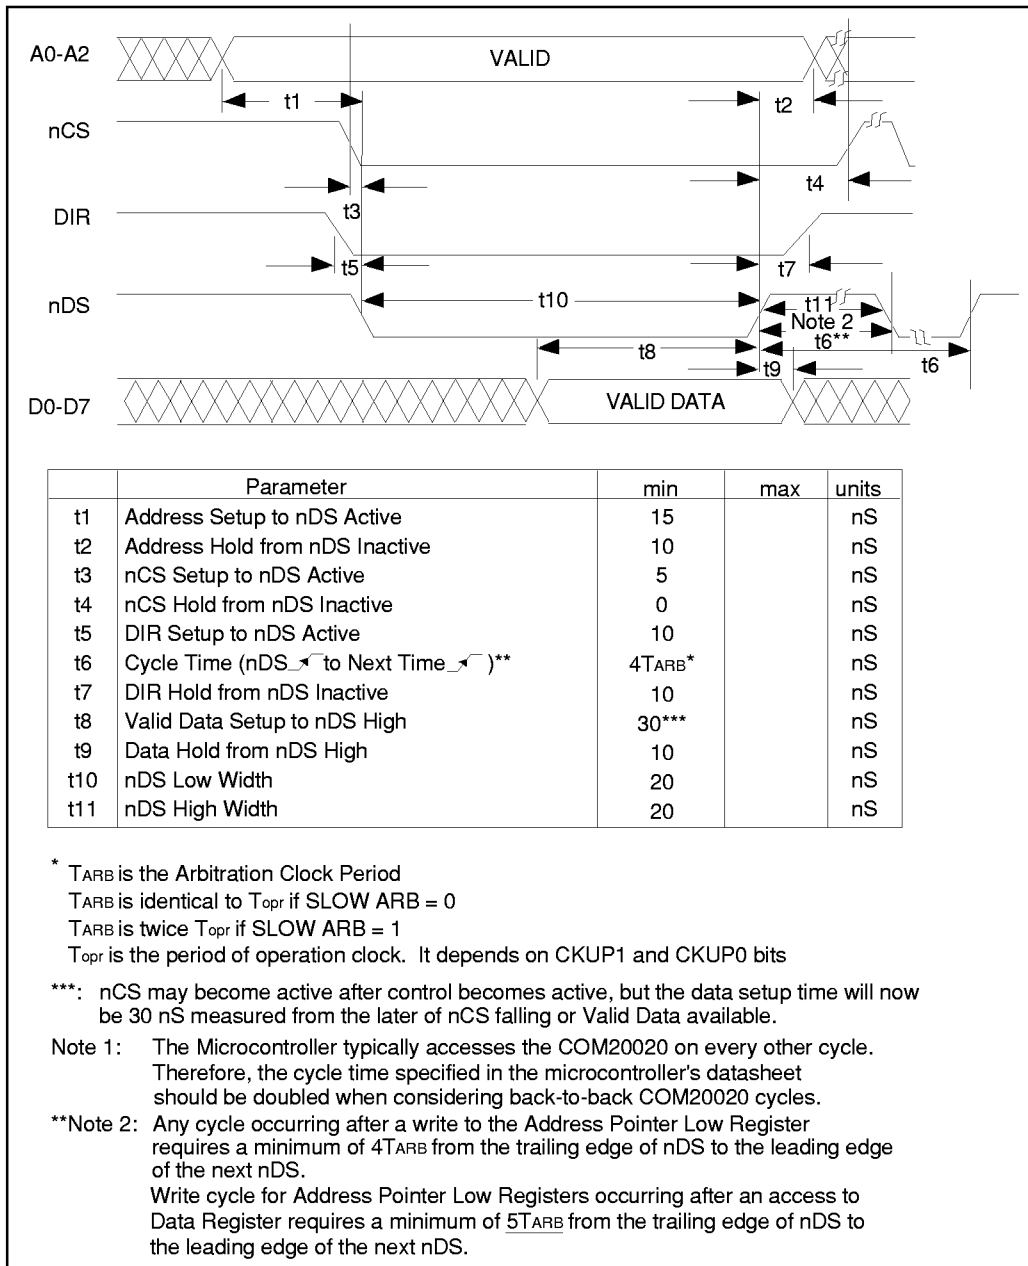 A0-A2
VALID
t1
t2
nCS
t3
t4
DIR
t5
t7
nDS
t10
t11
Note 2
t6**
t8
t6
t9
D0-D7
VALID DATA
Parameter min max units
t1 Address Setup to nDS Active 15 nS
t2 Address Hold from nDS Inactive 10 nS
t3 nCS Setup to nDS Active 5 nS
t4 nCS Hold from nDS Inactive 0 nS
t5 DIR Setup to nDS Active 10 nS
t6 Cycle Time (nDS to Next Time )** 4TARB* nS
t7 DIR Hold from nDS Inactive 10 nS
t8 Valid Data Setup to nDS High 30*** nS
t9 Data Hold from nDS High 10 nS
t10 nDS Low Width 20 nS
t11 nDS High Width 20 nS
* TARB is the Arbitration Clock Period
TARB is identical to Topr if SLOW ARB = 0
TARB is twice Topr if SLOW ARB = 1
Topr is the period of operation clock. It depends on CKUP1 and CKUP0 bits
***: nCS may become active after control becomes active, but the data setup time will now
be 30 nS measured from the later of nCS falling or Valid Data available.
Note 1: The Microcontroller typically accesses the COM20020 on every other cycle.
Therefore, the cycle time specified in the microcontroller's datasheet
should be doubled when considering back-to-back COM20020 cycles.
**Note 2: Any cycle occurring after a write to the Address Pointer Low Register
requires a minimum of 4TARB from the trailing edge of nDS to the leading edge
of the next nDS.
Write cycle for Address Pointer Low Registers occurring after an access to
Data Register requires a minimum of 5TARB from the trailing edge of nDS to
the leading edge of the next nDS.